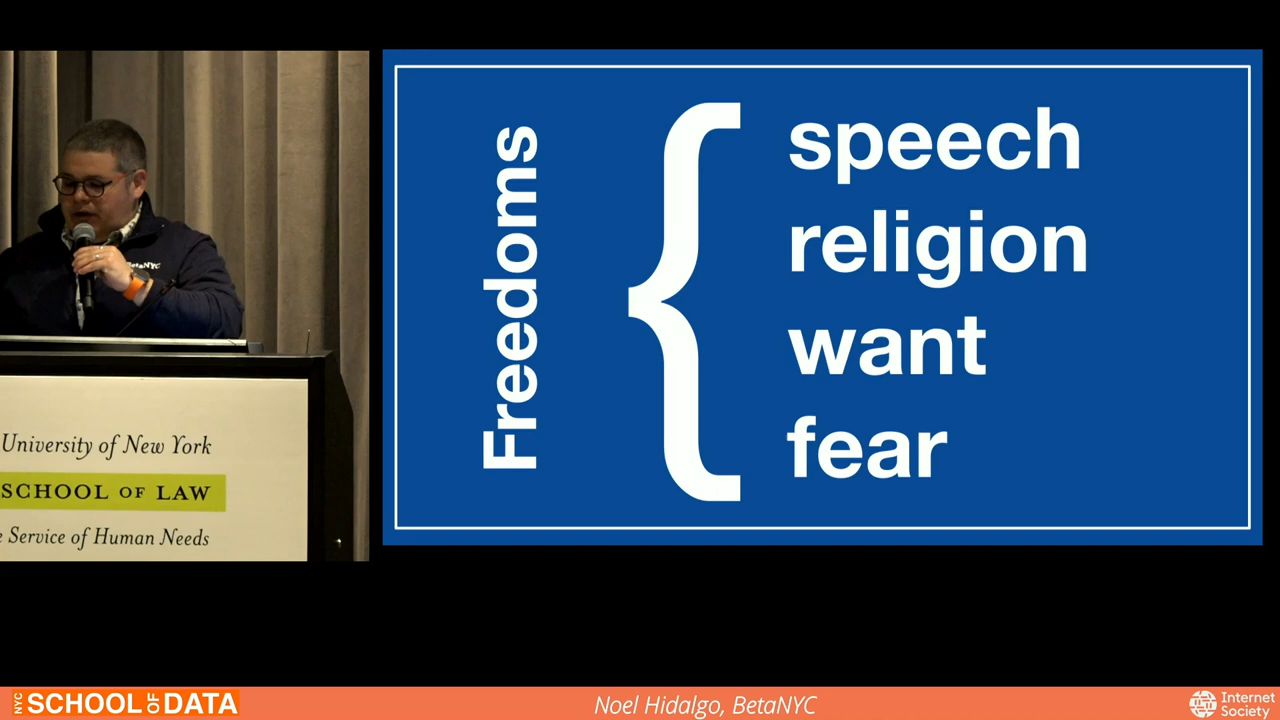 BetaNYC
University of New York
SCHOOL OF LAW
Service of Human Needs
Freedoms
{
speech
religion
want
fear
NYC SCHOOL OF DATA
Noel Hidalgo, BetaNYC
Internet
Society